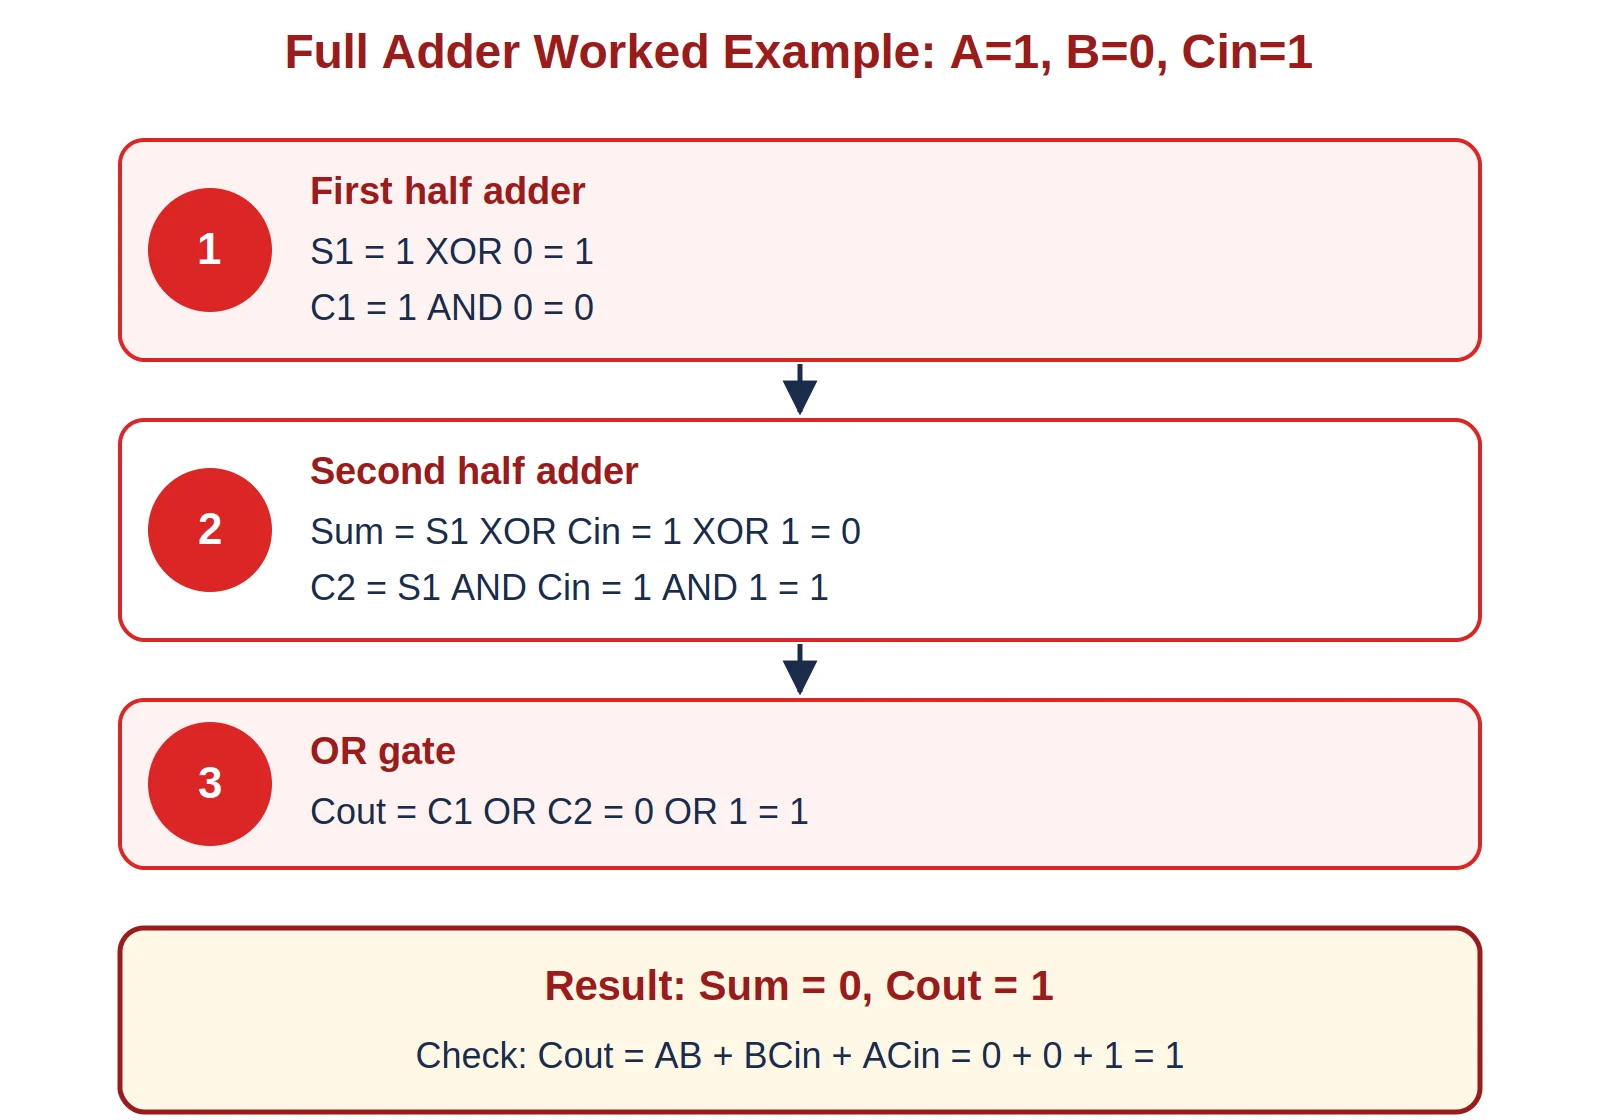 Full Adder Worked Example: A=1, B=0, Cin=1
1
First half adder
S1 = 1 XOR 0 = 1
C1 = 1 AND 0 = 0
2
Second half adder
Sum = S1 XOR Cin = 1 XOR 1 = 0
C2 = S1 AND Cin = 1 AND 1 = 1
3
OR gate
Cout = C1 OR C2 = 0 OR 1 = 1
Result: Sum = 0, Cout = 1
Check: Cout = AB + BCin + ACin = 0 + 0 + 1 = 1